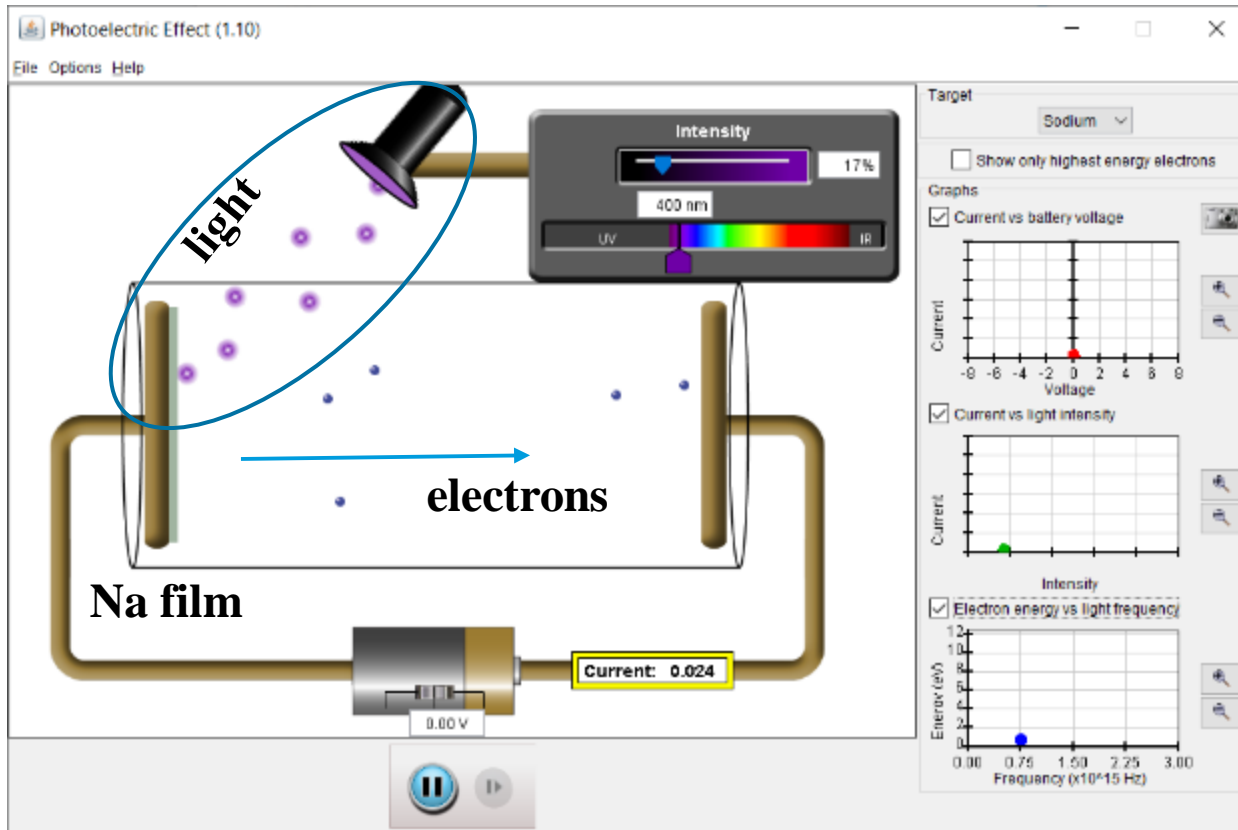 Photoelectric Effect (1.10)
File Options Help
light
Intensity
17%
400 nm
UV
IR
electrons
Na film
Current: 0.024
0.00 V
Target
Sodium
Show only highest energy electrons
Graphs
Current vs battery voltage
Current
-8 -6 -4 -2 0 2 4 6 8
Voltage
Current vs light intensity
Current
Intensity
Electron energy vs light frequency
Energy (eV)
12
10
8
6
4
2
0
0.00 0.75 1.50 2.25 3.00
Frequency (x10^15 Hz)